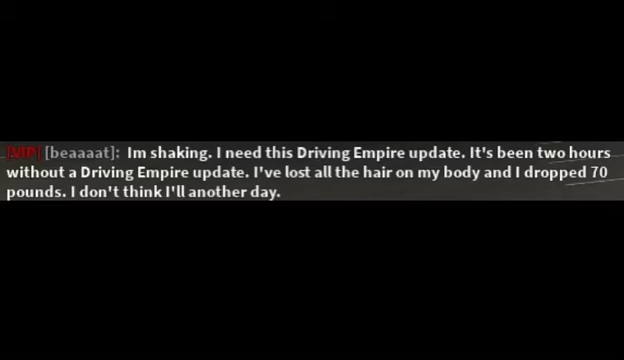 [VIP] [beaaaat]: Im shaking. I need this Driving Empire update. It's been two hours
without a Driving Empire update. I've lost all the hair on my body and I dropped 70
pounds. I don't think I'll another day.